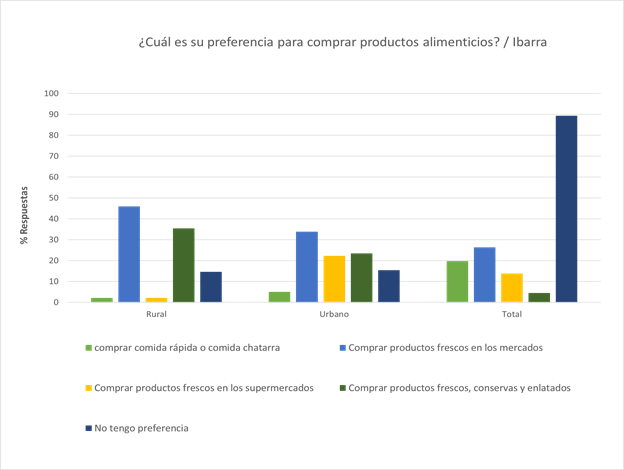 ¿Cuál es su preferencia para comprar productos alimenticios? / Ibarra
% Respuestas
100
90
80
70
60
50
40
30
20
10
0
Rural Urbano Total
comprar comida rápida o comida chatarra Comprar productos frescos en los mercados
Comprar productos frescos en los supermercados Comprar productos frescos, conservas y enlatados
No tengo preferencia